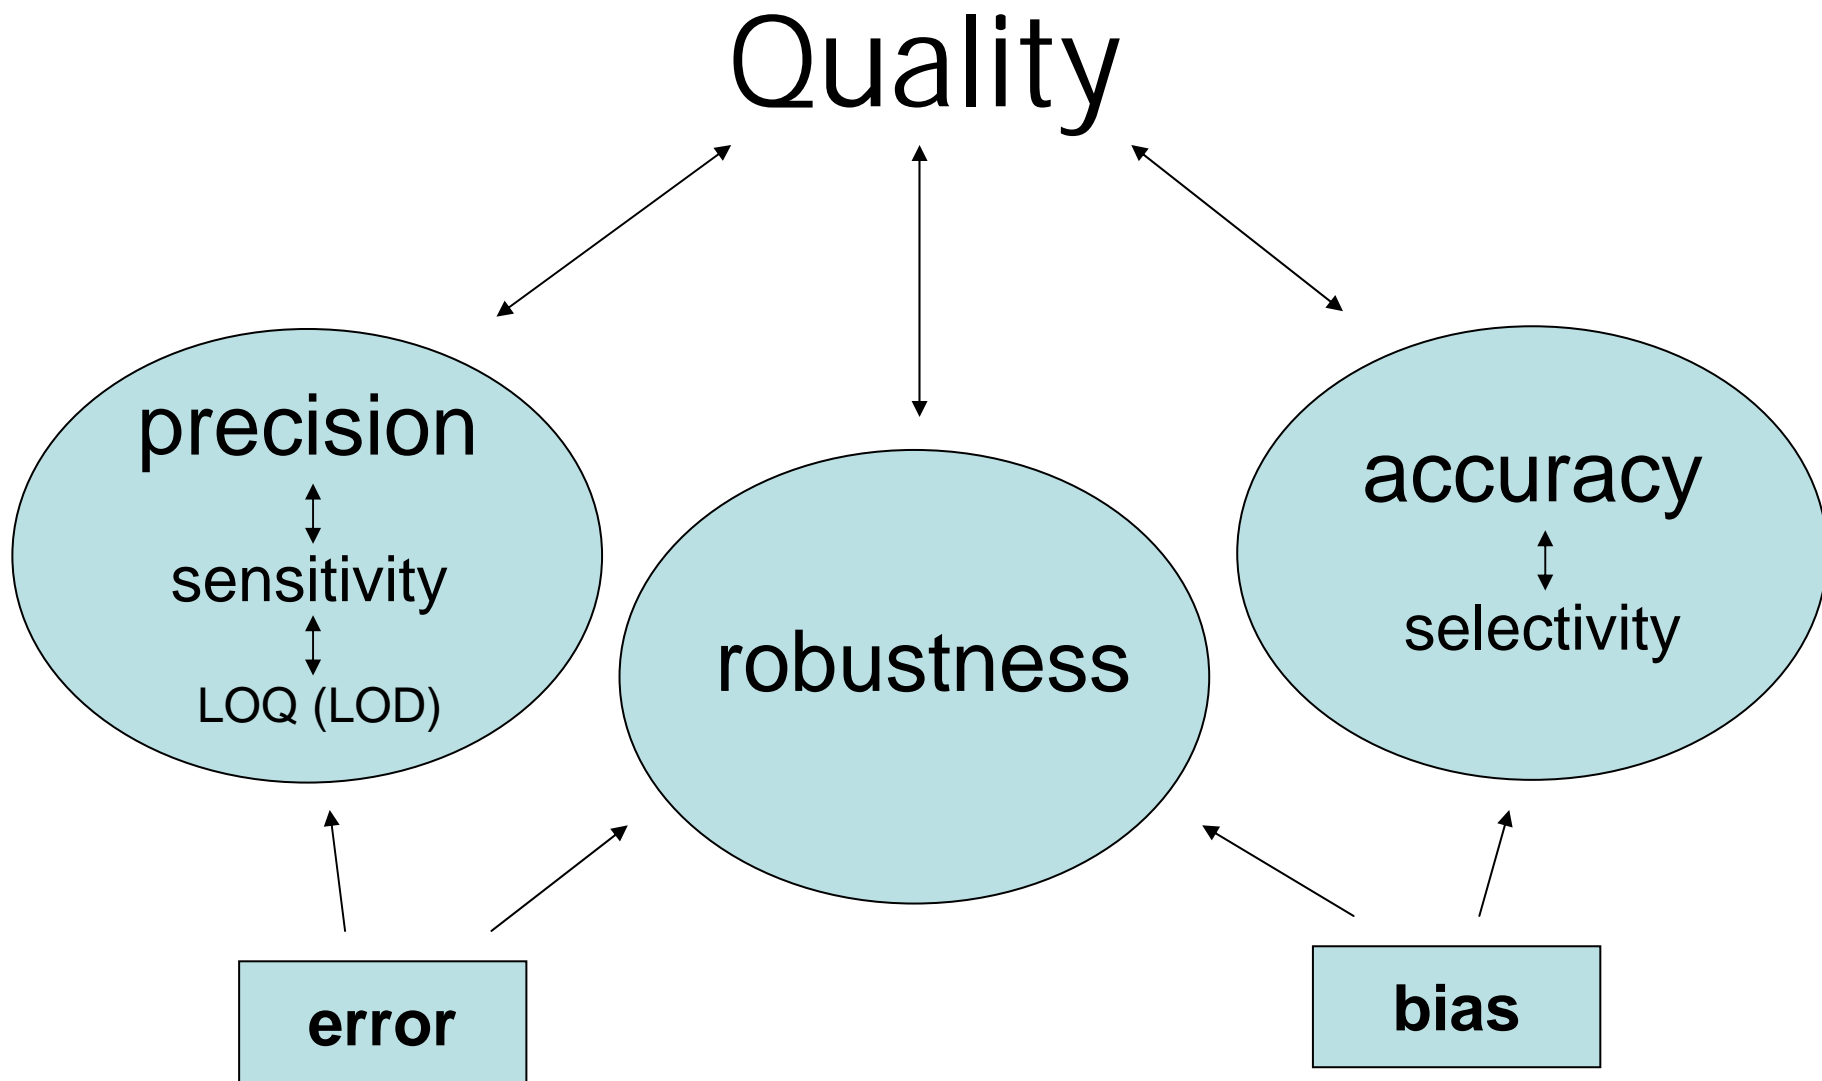 Quality
precision
sensitivity
LOQ (LOD)
robustness
accuracy
selectivity
error
bias